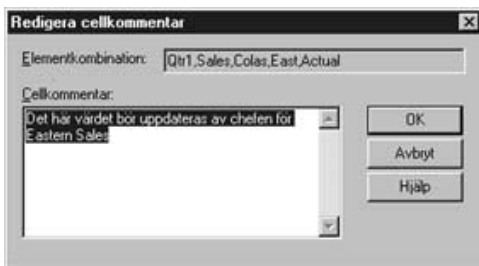 Redigera cellkommentar
Elementkombination: Qtr1,Sales,Colas,East,Actual
Cellkommentar:
Det här värdet bör uppdateras av chefen för
Eastern Sales
OK
Avbryt
Hjälp